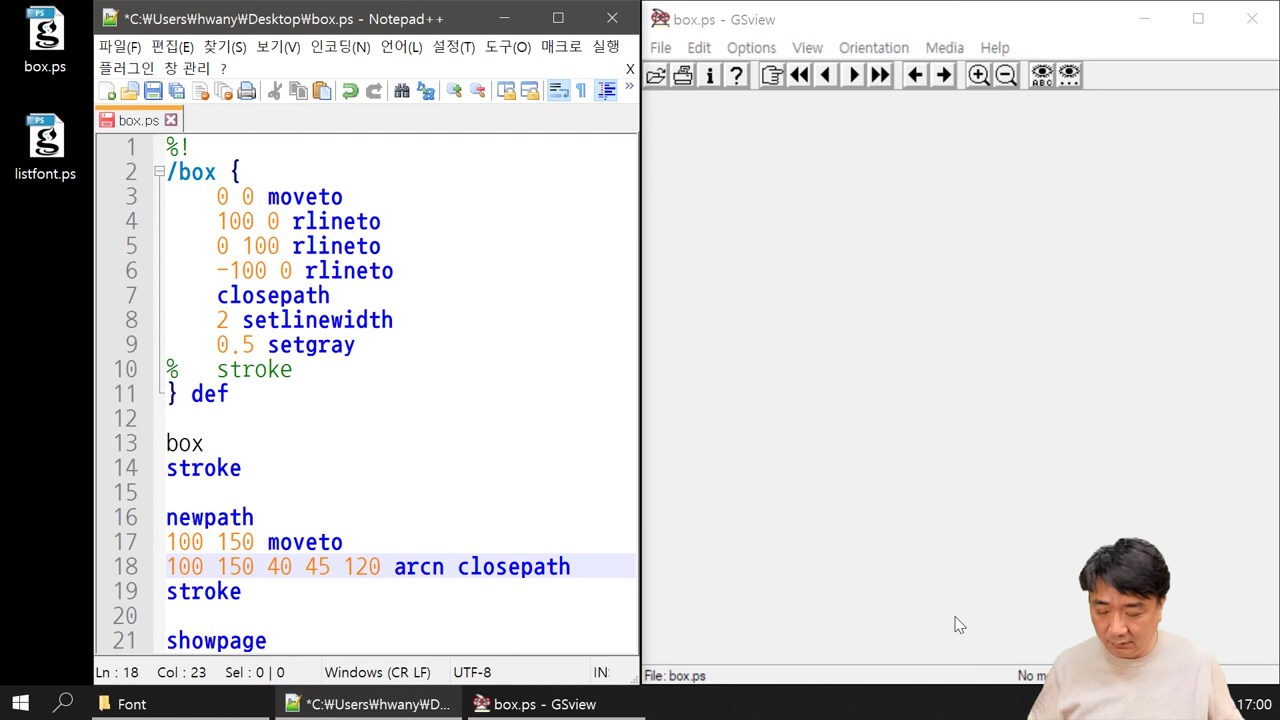 box.ps
listfont.ps
*C:₩Users₩hwany₩Desktop₩box.ps - Notepad++
파일(F) 편집(E) 찾기(S) 보기(V) 인코딩(N) 언어(L) 설정(T) 도구(O) 매크로 실행
플러그인 창 관리 ? X
box.ps
1 %!
2 /box {
3 0 0 moveto
4 100 0 rlineto
5 0 100 rlineto
6 -100 0 rlineto
7 closepath
8 2 setlinewidth
9 0.5 setgray
10 % stroke
11 } def
12
13 box
14 stroke
15
16 newpath
17 100 150 moveto
18 100 150 40 45 120 arcn closepath
19 stroke
20
21 showpage
Ln : 18 Col : 23 Sel : 0 | 0 Windows (CR LF) UTF-8 IN
box.ps - GSview
File Edit Options View Orientation Media Help
File: box.ps
Font
*C:₩Users₩hwany₩D...
box.ps - GSview
17:00